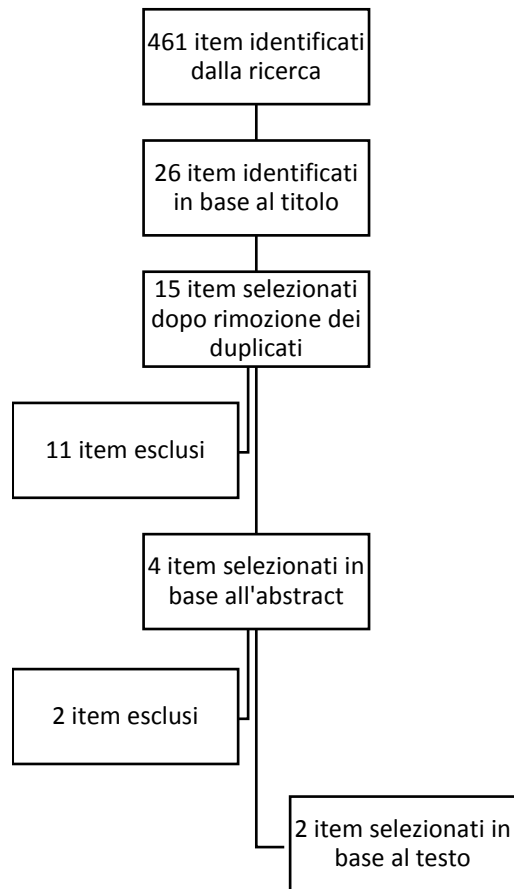 461 item identificati
dalla ricerca
26 item identificati
in base al titolo
15 item selezionati
dopo rimozione dei
duplicati
11 item esclusi
4 item selezionati in
base all'abstract
2 item esclusi
2 item selezionati in
base al testo